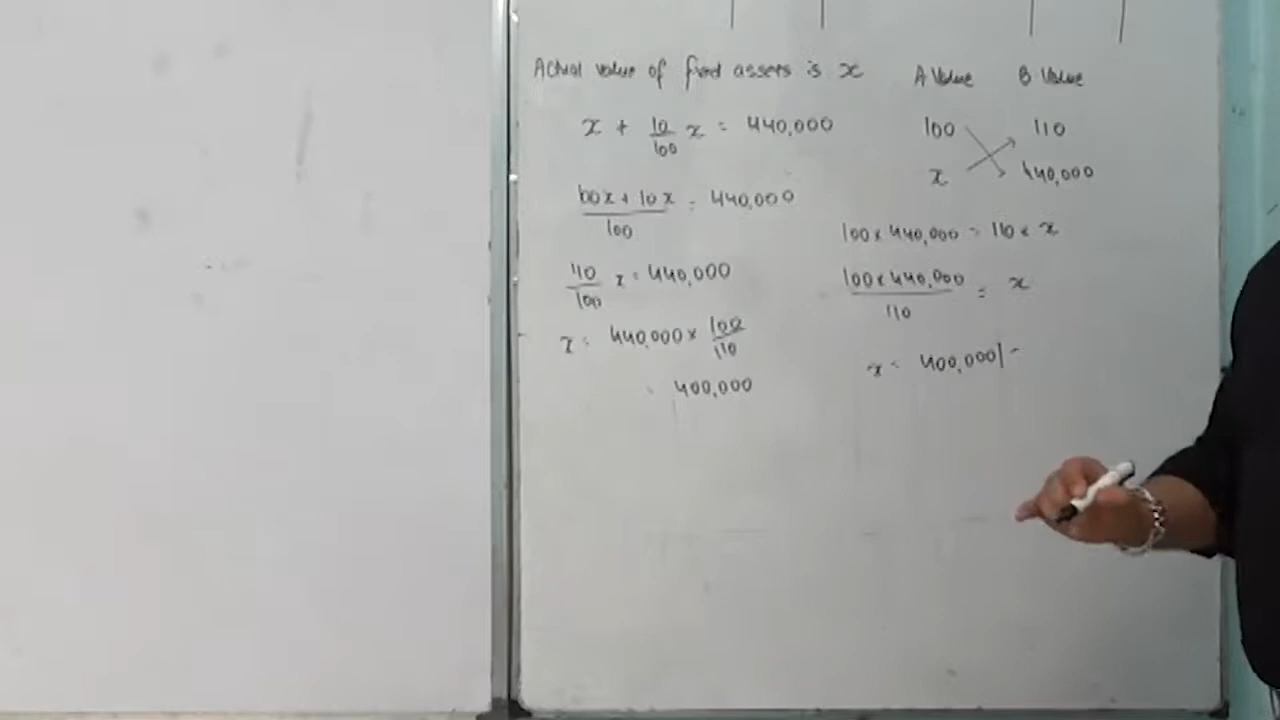 Actual value of fixed assets is x
x + 10/100 x = 440,000
100x + 10x / 100 = 440,000
110/100 x = 440,000
x = 440,000 × 100/110
= 400,000
A Value B Value
100 110
x 440,000
100 × 440,000 = 110 × x
100 × 440,000 / 110 = x
x = 400,000/-